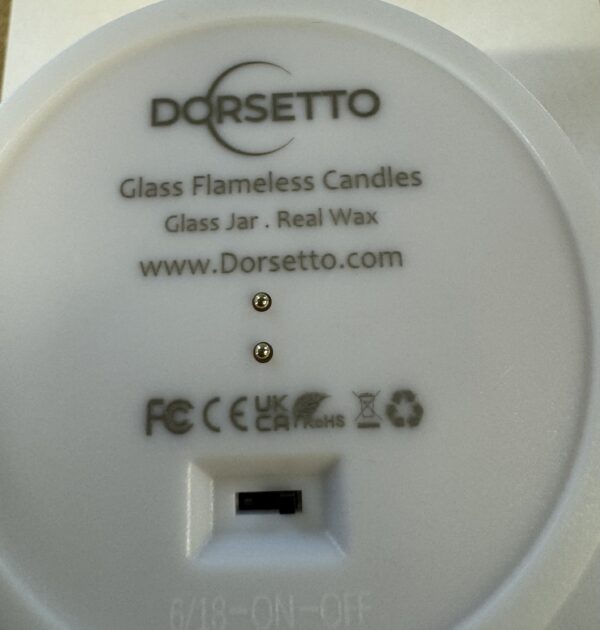 DORSETTO
Glass Flameless Candles
Glass Jar . Real Wax
www.Dorsetto.com
FC CE UK CA RoHS
6/18-ON-OFF